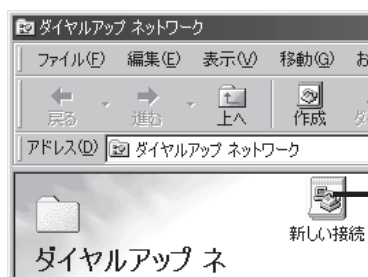 ダイヤルアップ ネットワーク
ファイル(F) 編集(E) 表示(V) 移動(G) お
戻る 進む 上へ 作成 ダ
アドレス(D) ダイヤルアップ ネットワーク
新しい接続
ダイヤルアップ ネ